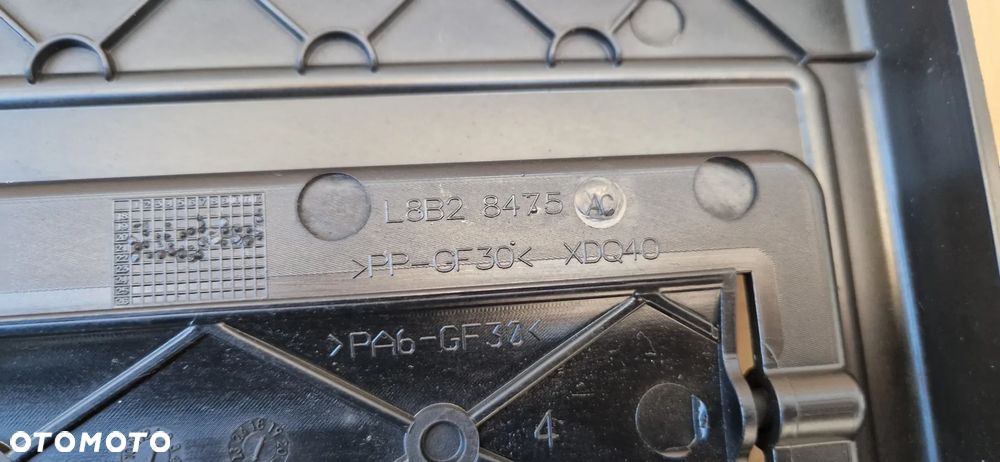 L8B2 8475 AC
>PP-GF30< XDQ40
>PA6-GF30<
4
OTOMOTO